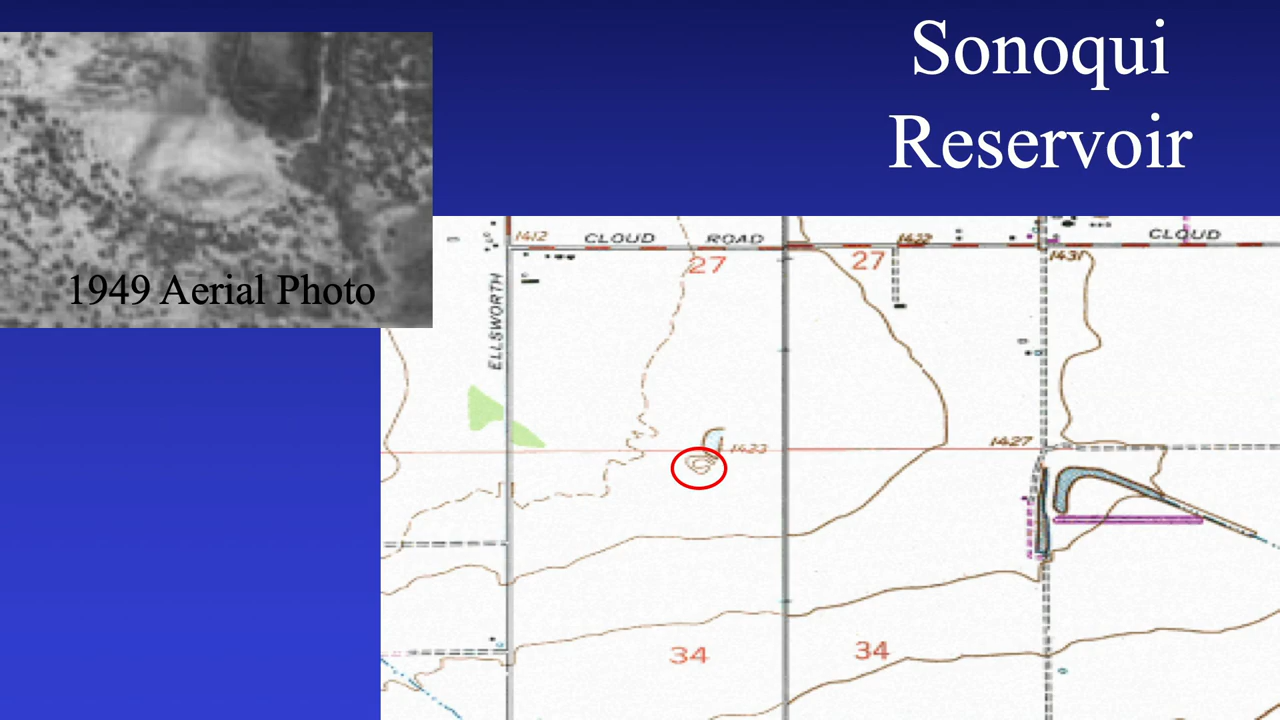 Sonoqui
Reservoir
1949 Aerial Photo
1412
CLOUD ROAD
1422
CLOUD
27
27
1431
ELLSWORTH
1433
1427
34
34